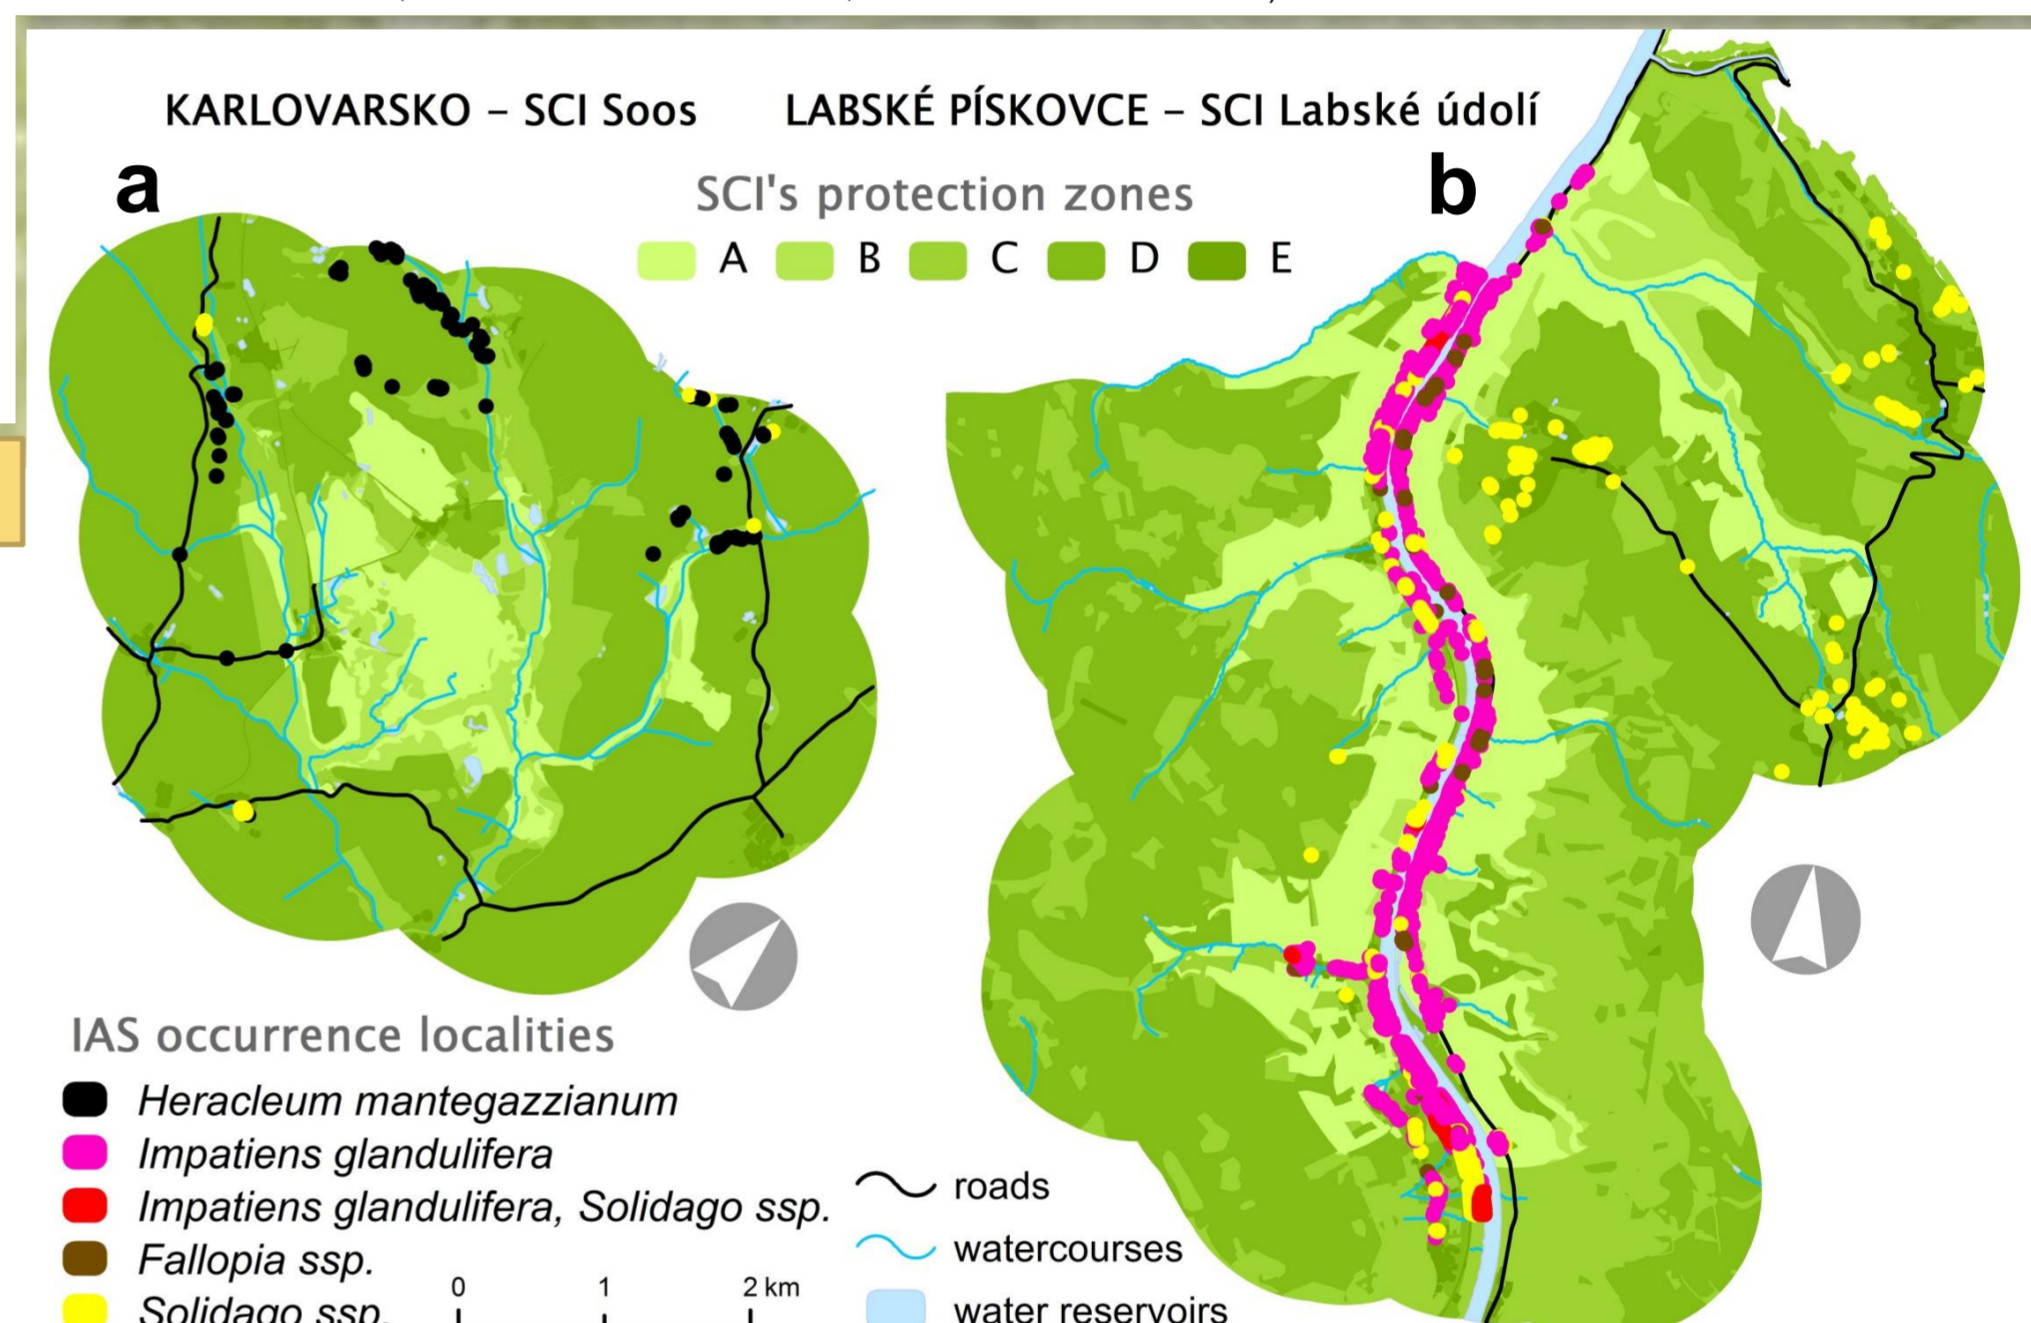 KARLOVARSKO – SCI Soos
LABSKÉ PÍSKOVCE – SCI Labské údolí
a
b
SCI's protection zones
A
B
C
D
E
IAS occurrence localities
Heracleum mantegazzianum
Impatiens glandulifera
Impatiens glandulifera, Solidago ssp.
Fallopia ssp.
Solidago ssp.
0 1 2 km
roads
watercourses
water reservoirs